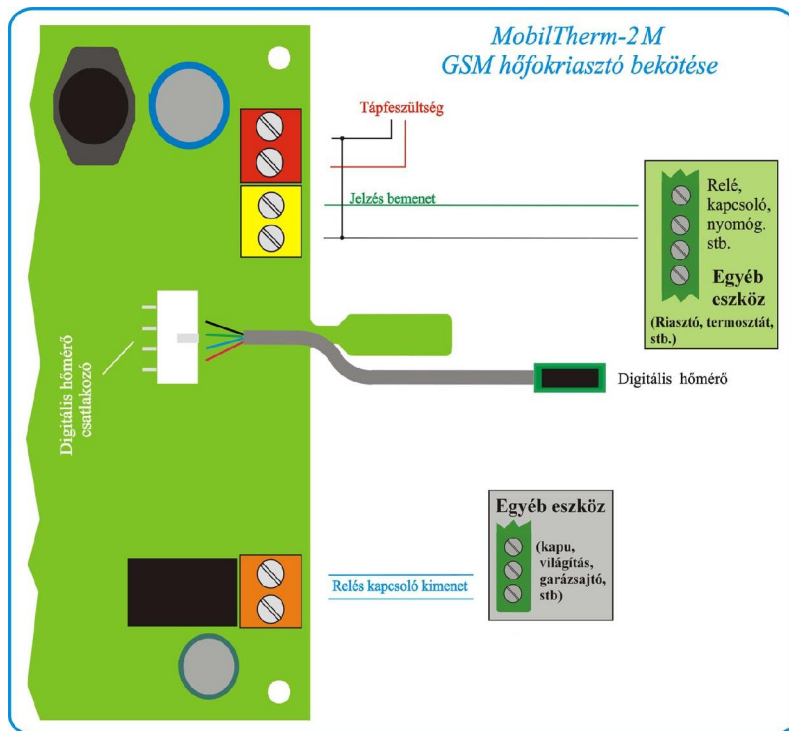 MobilTherm-2M
GSM hőfokriasztó bekötése
Tápfeszültség
Jelzés bemenet
Relé,
kapcsoló,
nyomóg.
stb.
Egyéb
eszköz
(Riasztó, termosztát,
stb.)
Digitális hőmérő
csatlakozó
Digitális hőmérő
Egyéb eszköz
(kapu,
világítás,
garázsajtó,
stb)
Relés kapcsoló kimenet